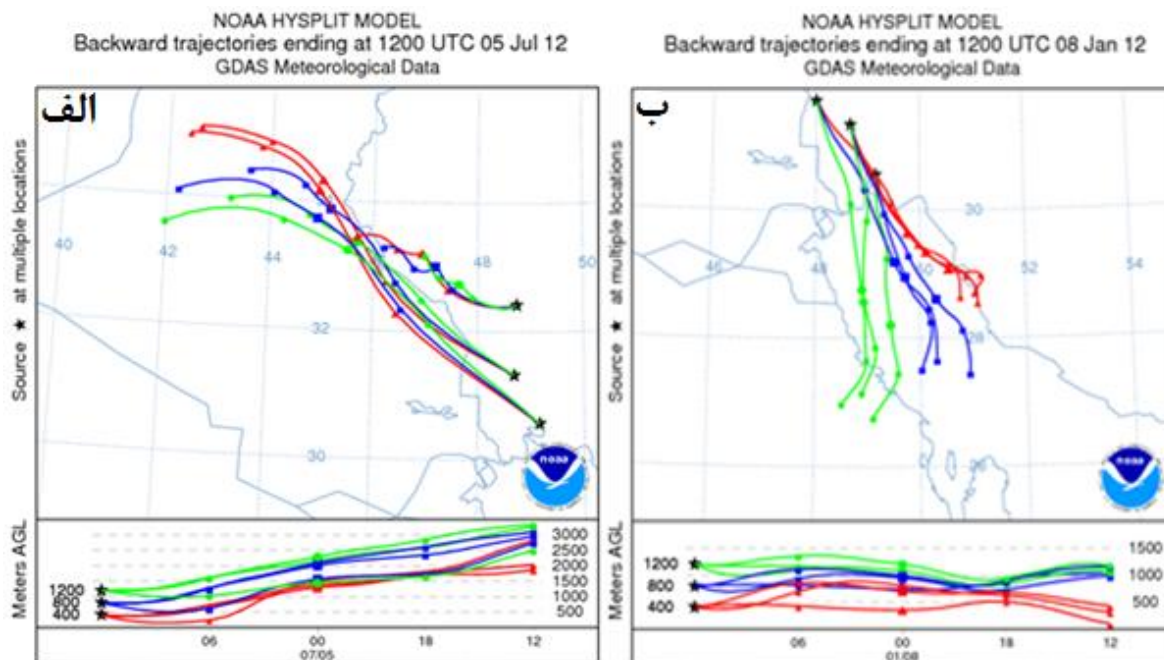 NOAA HYSPLIT MODEL
Backward trajectories ending at 1200 UTC 05 Jul 12
GDAS Meteorological Data
الف
Source ★ at multiple locations
40
42
44
48
50
32
30
noaa
Meters AGL
1200
800
400
3000
2500
2000
1500
1000
500
06 00 18 12
07/05
NOAA HYSPLIT MODEL
Backward trajectories ending at 1200 UTC 08 Jan 12
GDAS Meteorological Data
ب
Source ★ at multiple locations
30
46
48
50
52
54
28
26
noaa
Meters AGL
1200
800
400
1500
1000
500
06 00 18 12
01/08